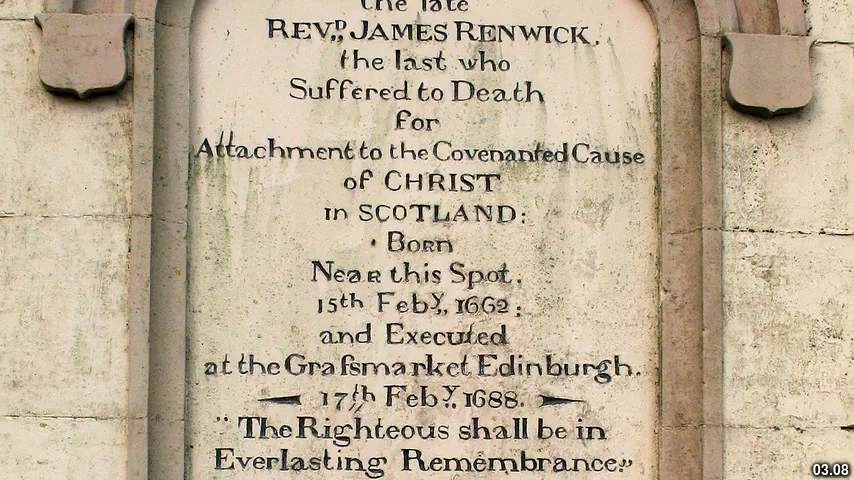 the late
REVD. JAMES RENWICK.
the last who
Suffered to Death
for
Attachment to the Covenanted Cause
of CHRIST
in SCOTLAND:
BORN
NEAR this Spot.
15th Feby., 1662:
and Executed
at the Graſsmarket Edinburgh.
17th Feby. 1688.
"The Righteous shall be in
Everlasting Remembrance."
03.08